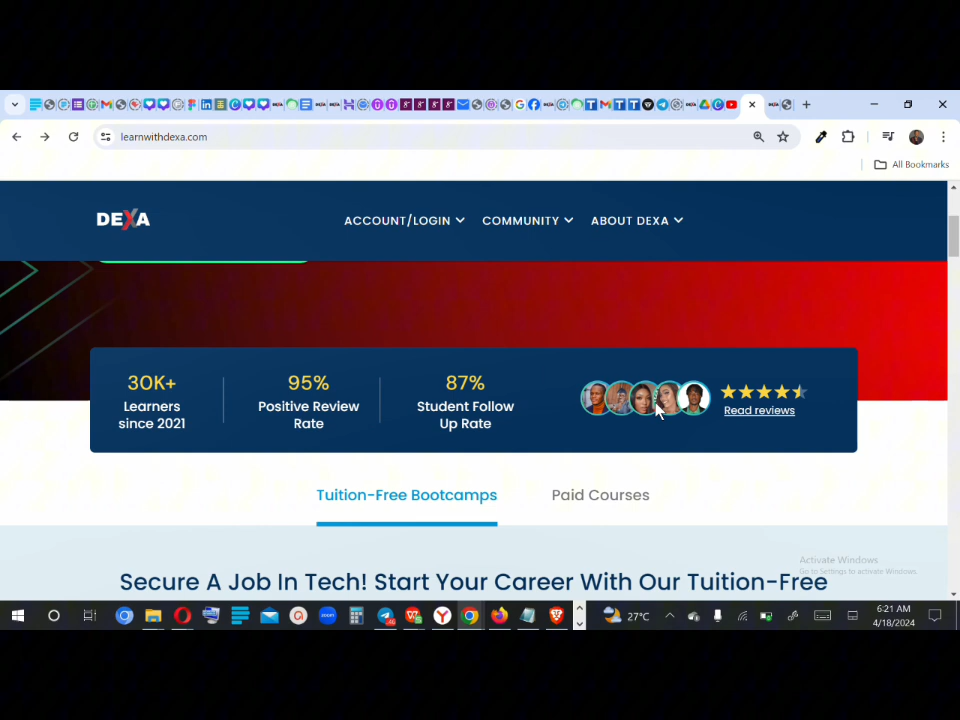 learnwithdexa.com
All Bookmarks
DEXA
ACCOUNT/LOGIN
COMMUNITY
ABOUT DEXA
30K+
Learners
since 2021
95%
Positive Review
Rate
87%
Student Follow
Up Rate
Read reviews
Tuition-Free Bootcamps
Paid Courses
Secure A Job In Tech! Start Your Career With Our Tuition-Free
Activate Windows
Go to Settings to activate Windows.
27°C
6:21 AM
4/18/2024